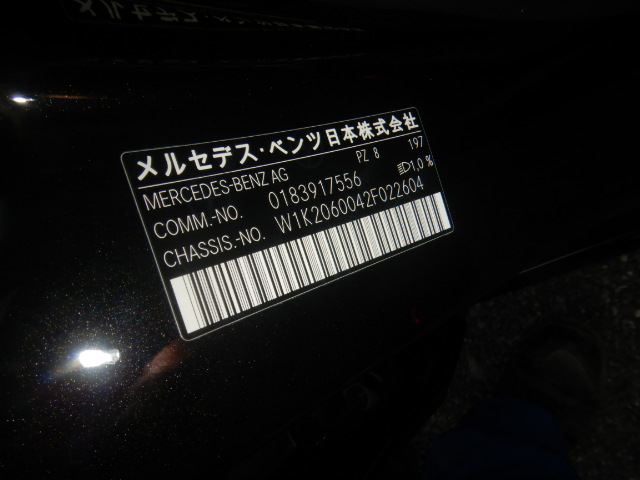 メルセデス・ベンツ日本株式会社
MERCEDES-BENZ AG PZ 8 197
COMM.-NO. 0183917556 1,0 %
CHASSIS.-NO. W1K2060042F022604